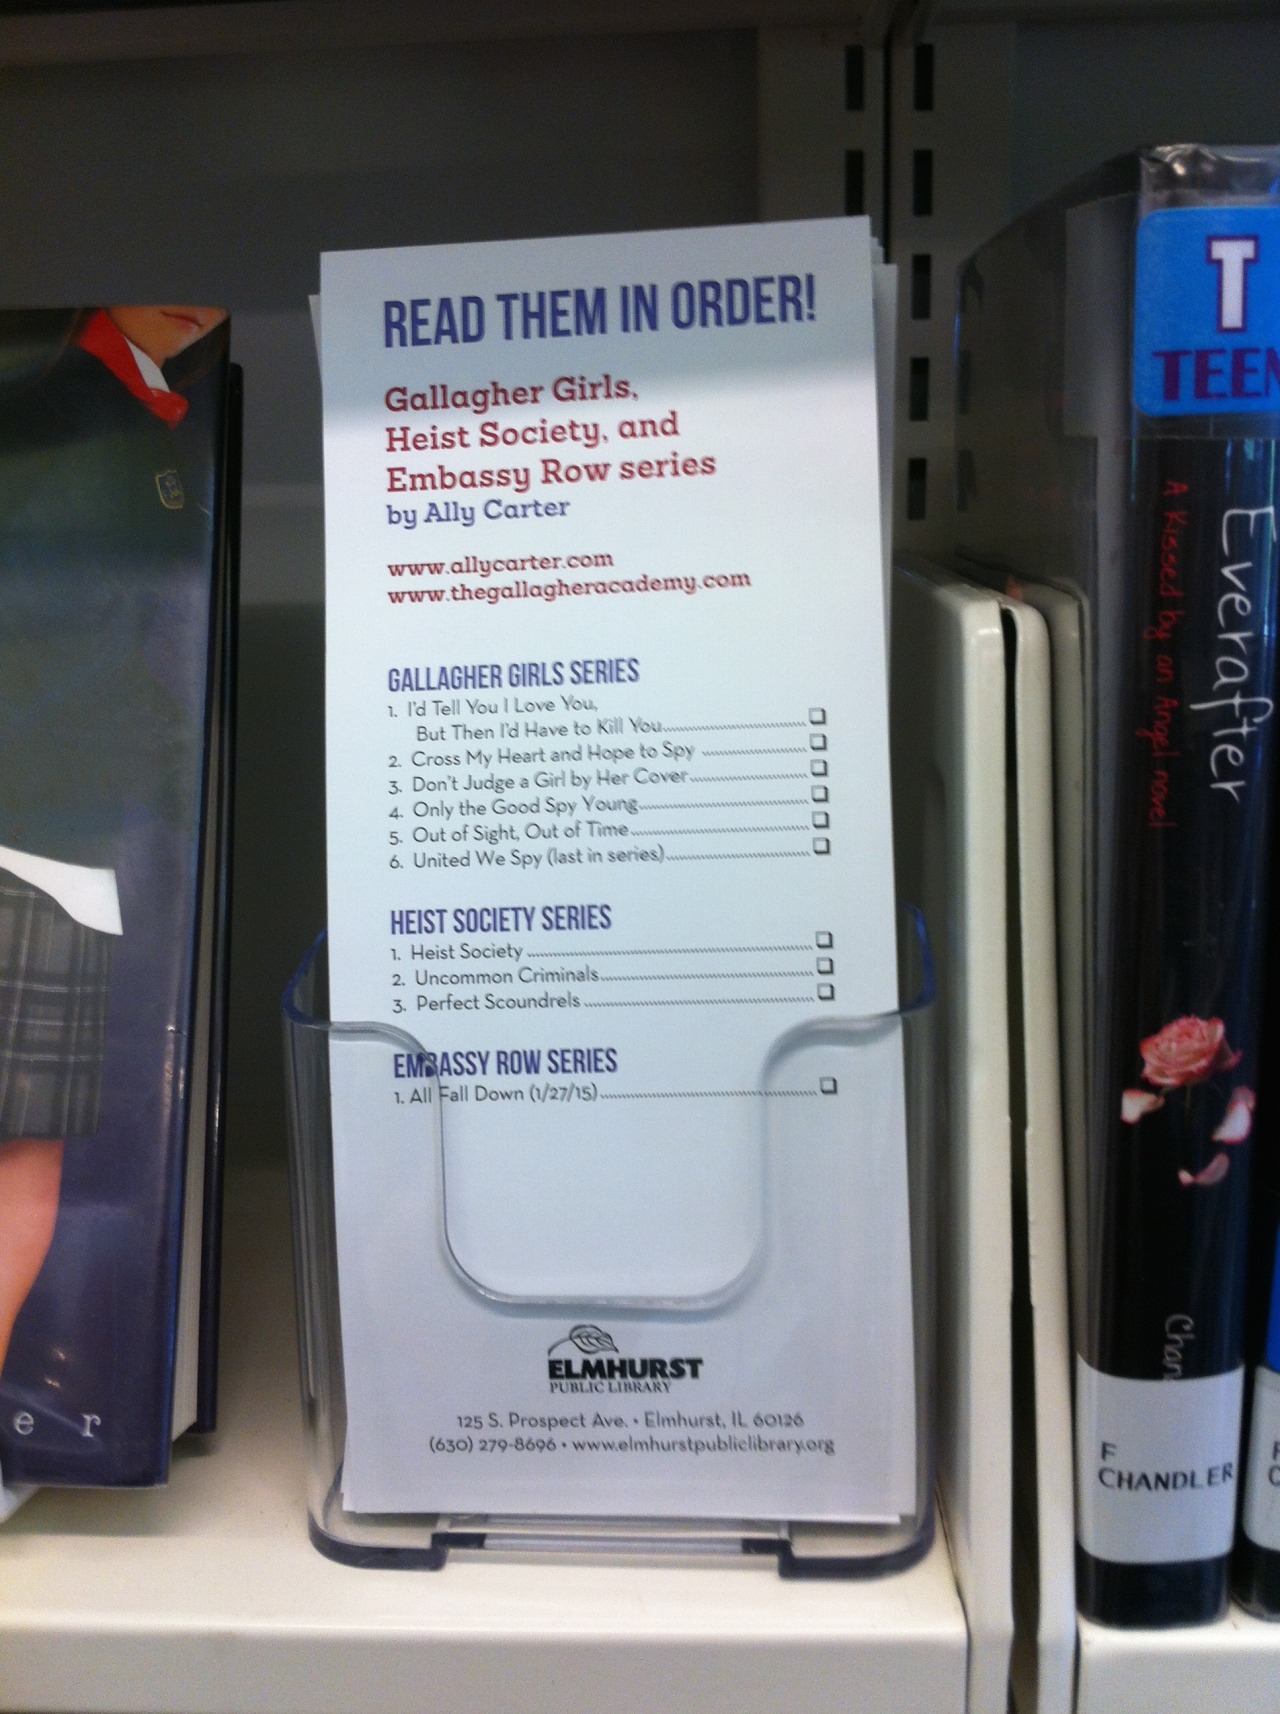 READ THEM IN ORDER!
Gallagher Girls,
Heist Society, and
Embassy Row series
by Ally Carter
www.allycarter.com
www.thegallagheracademy.com
GALLAGHER GIRLS SERIES
1. I'd Tell You I Love You,
But Then I'd Have to Kill You
2. Cross My Heart and Hope to Spy
3. Don't Judge a Girl by Her Cover
4. Only the Good Spy Young
5. Out of Sight, Out of Time
6. United We Spy (last in series)
HEIST SOCIETY SERIES
1. Heist Society
2. Uncommon Criminals
3. Perfect Scoundrels
EMBASSY ROW SERIES
1. All Fall Down (1/27/15)
ELMHURST
PUBLIC LIBRARY
125 S. Prospect Ave. • Elmhurst, IL 60126
(630) 279-8696 • www.elmhurstpubliclibrary.org
e r
T
TEEN
Everafter
A Kissed by an Angel novel
Chan
F
CHANDLER